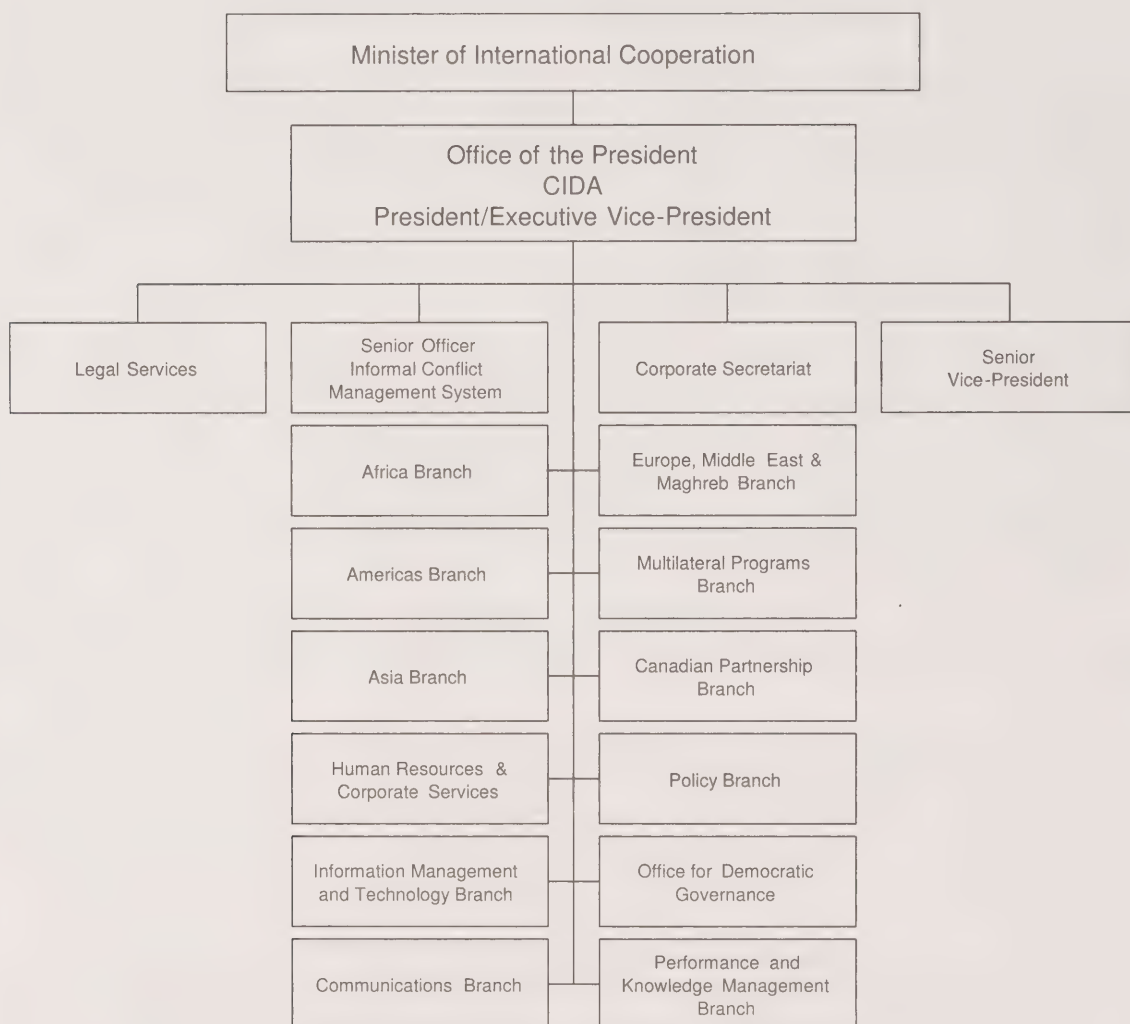 Minister of International Cooperation
Office of the President
CIDA
President/Executive Vice-President
Legal Services
Senior Officer
Informal Conflict
Management System
Corporate Secretariat
Senior
Vice-President
Africa Branch
Europe, Middle East &
Maghreb Branch
Americas Branch
Multilateral Programs
Branch
Asia Branch
Canadian Partnership
Branch
Human Resources &
Corporate Services
Policy Branch
Information Management
and Technology Branch
Office for Democratic
Governance
Communications Branch
Performance and
Knowledge Management
Branch